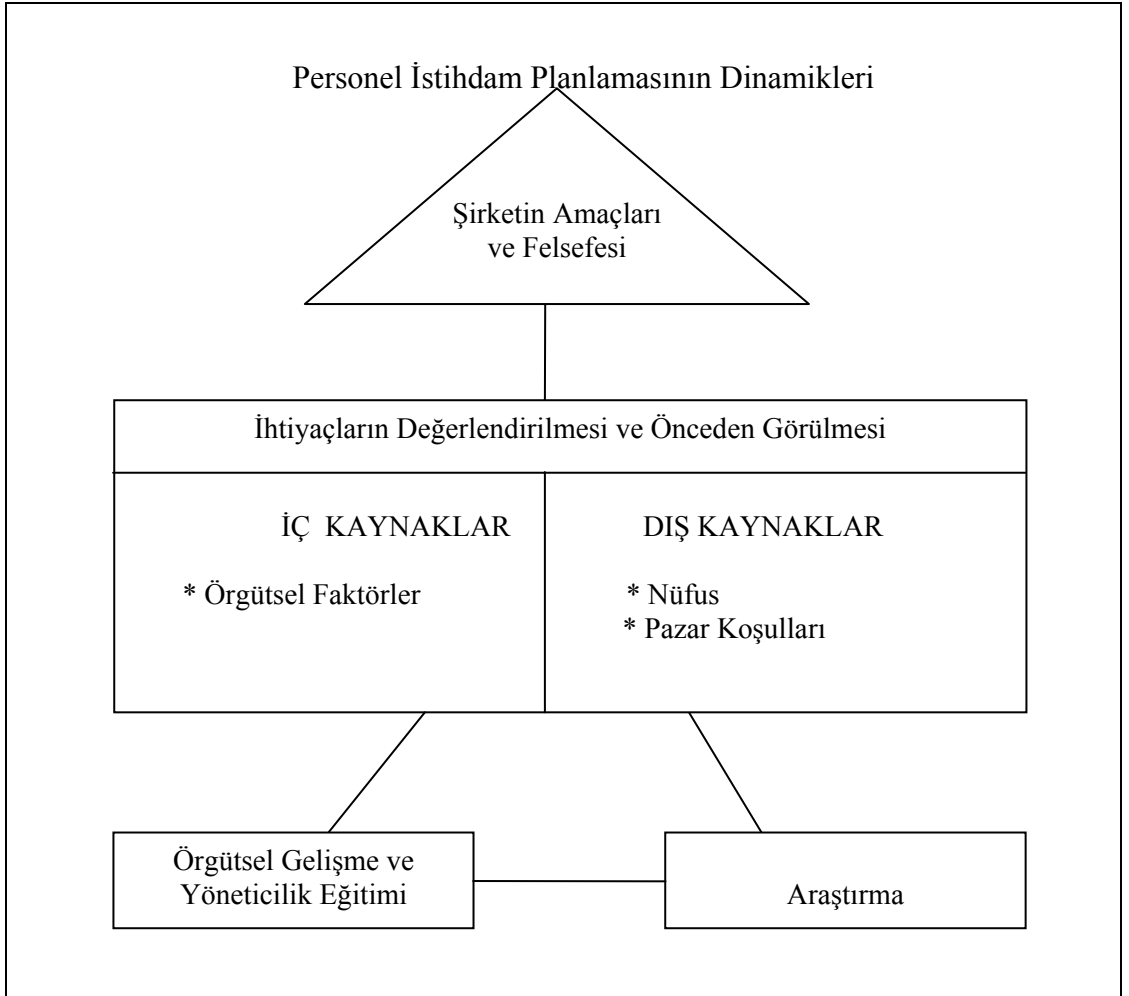 Personel İstihdam Planlamasının Dinamikleri
Şirketin Amaçları
ve Felsefesi
İhtiyaçların Değerlendirilmesi ve Önceden Görülmesi
İÇ KAYNAKLAR
* Örgütsel Faktörler
DIŞ KAYNAKLAR
* Nüfus
* Pazar Koşulları
Örgütsel Gelişme ve
Yöneticilik Eğitimi
Araştırma